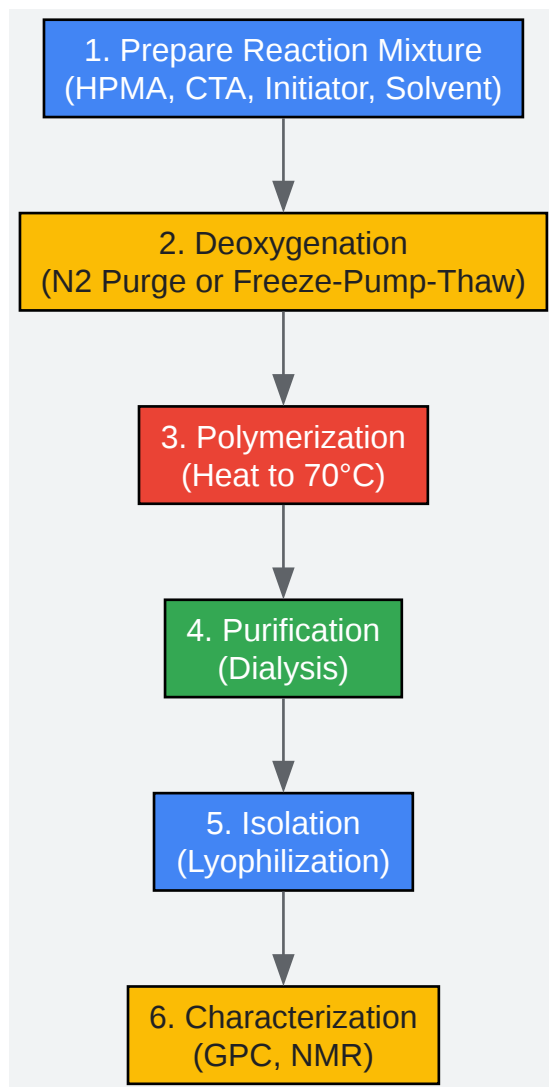 1. Prepare Reaction Mixture
(HPMA, CTA, Initiator, Solvent)
2. Deoxygenation
(N2 Purge or Freeze-Pump-Thaw)
3. Polymerization
(Heat to 70°C)
4. Purification
(Dialysis)
5. Isolation
(Lyophilization)
6. Characterization
(GPC, NMR)